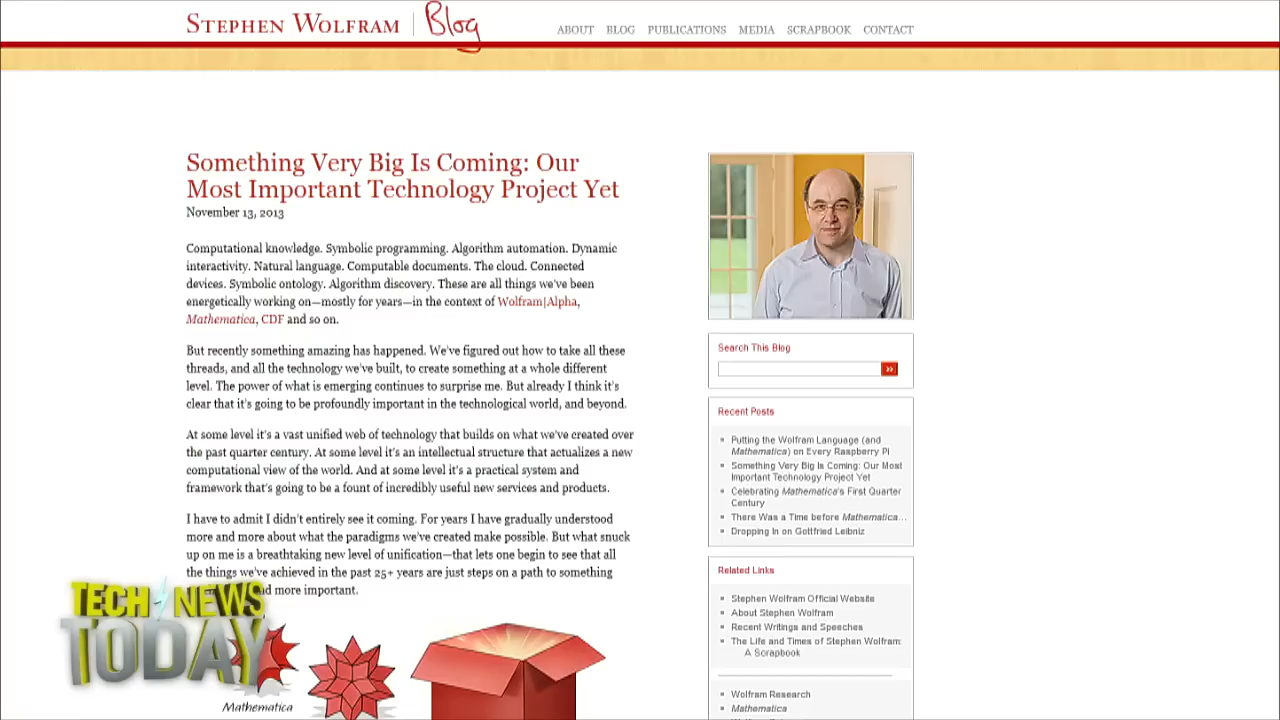 STEPHEN WOLFRAM Blog
ABOUT BLOG PUBLICATIONS MEDIA SCRAPBOOK CONTACT
Something Very Big Is Coming: Our
Most Important Technology Project Yet
November 13, 2013
Computational knowledge. Symbolic programming. Algorithm automation. Dynamic
interactivity. Natural language. Computable documents. The cloud. Connected
devices. Symbolic ontology. Algorithm discovery. These are all things we've been
energetically working on—mostly for years—in the context of Wolfram|Alpha,
Mathematica, CDF and so on.
But recently something amazing has happened. We've figured out how to take all these
threads, and all the technology we've built, to create something at a whole different
level. The power of what is emerging continues to surprise me. But already I think it's
clear that it's going to be profoundly important in the technological world, and beyond.
At some level it's a vast unified web of technology that builds on what we've created over
the past quarter century. At some level it's an intellectual structure that actualizes a new
computational view of the world. And at some level it's a practical system and
framework that's going to be a fount of incredibly useful new services and products.
I have to admit I didn't entirely see it coming. For years I have gradually understood
more and more about what the paradigms we've created make possible. But what snuck
up on me is a breathtaking new level of unification—that lets one begin to see that all
the things we've achieved in the past 25+ years are just steps on a path to something
more important.
Mathematica
TECH NEWS
TODAY
Search This Blog
»
Recent Posts
Putting the Wolfram Language (and
Mathematica) on Every Raspberry Pi
Something Very Big Is Coming: Our Most
Important Technology Project Yet
Celebrating Mathematica's First Quarter
Century
There Was a Time before Mathematica…
Dropping In on Gottfried Leibniz
Related Links
Stephen Wolfram Official Website
About Stephen Wolfram
Recent Writings and Speeches
The Life and Times of Stephen Wolfram:
A Scrapbook
Wolfram Research
Mathematica